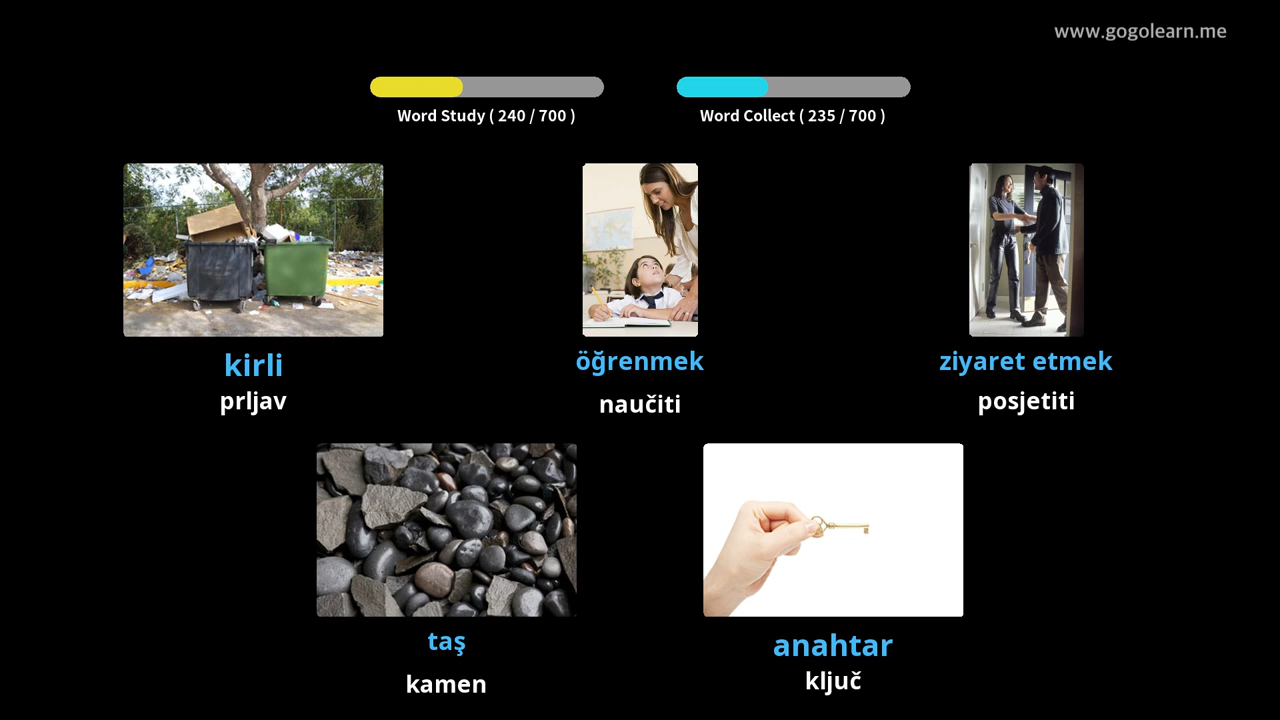 www.gogolearn.me
Word Study ( 240 / 700 )
Word Collect ( 235 / 700 )
kirli
prljav
öğrenmek
naučiti
ziyaret etmek
posjetiti
taş
kamen
anahtar
ključ